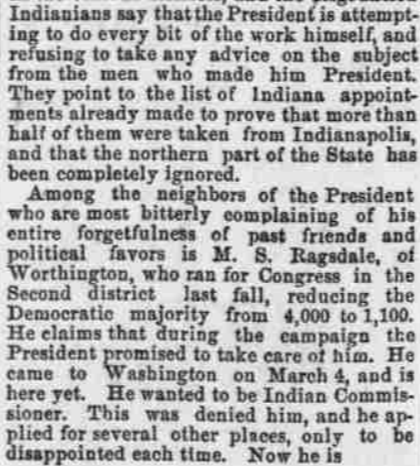 Indianians say that the President is attempt-
ing to do every bit of the work himself, and
refusing to take any advice on the subject
from the men who made him President
They point to the list of Indiana appoint-
ments already made to prove that more than
half of them were taken from Indianapolis,
and that the northern part of the State has
been completely ignored.
Among the neighbors of the President
who are most bitterly complaining of his
entire forgetfulness of past friends and
political favors is M. S. Ragsdale, of
Worthington, who ran for Congress in the
Second district last fall, reducing the
Democratic majority from 4,000 to 1,100.
He claims that during the campaign the
President promised to take care of him. He
came to Washington on March 4, and is
here yet. He wanted to be Indian Commis-
sioner. This was denied him, and he ap-
plied for several other places, only to be
disappointed each time. Now he is